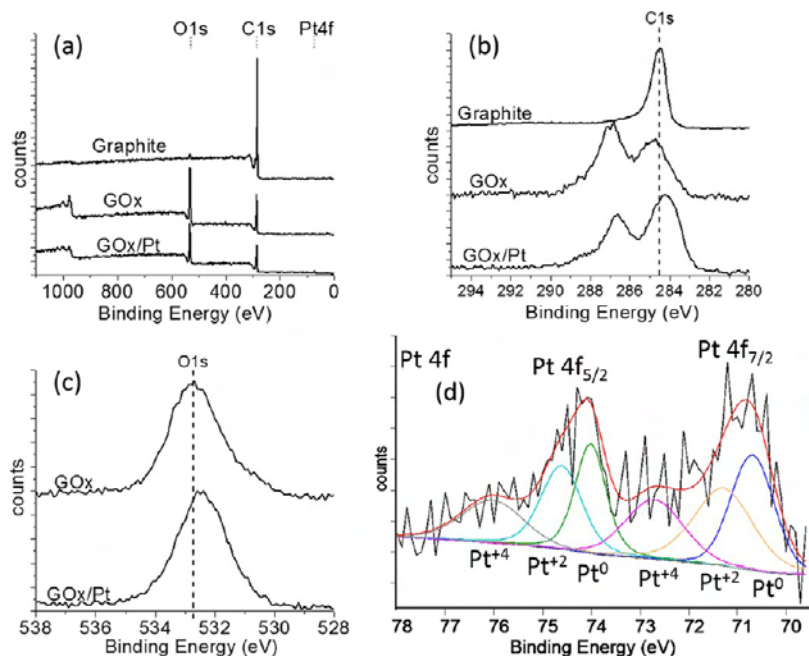 (a)
O1s C1s Pt4f
Graphite
GOx
GOx/Pt
counts
1000 800 600 400 200 0
Binding Energy (eV)
(b)
C1s
Graphite
GOx
GOx/Pt
counts
294 292 290 288 286 284 282 280
Binding Energy (eV)
(c)
O1s
GOx
GOx/Pt
counts
538 536 534 532 530 528
Binding Energy (eV)
Pt 4f
(d)
Pt 4f5/2
Pt 4f7/2
Pt+4 Pt+2 Pt0 Pt+4 Pt+2 Pt0
counts
78 77 76 75 74 73 72 71 70
Binding Energy (eV)